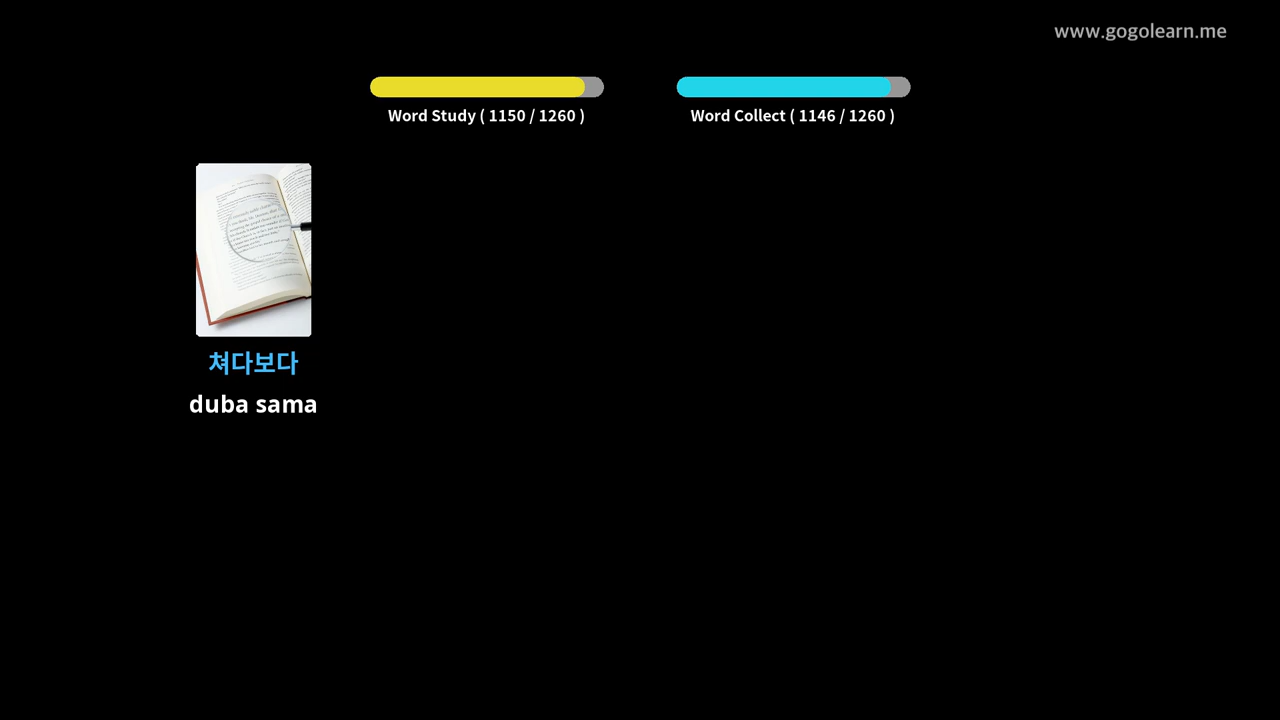 www.gogolearn.me
Word Study ( 1150 / 1260 )
Word Collect ( 1146 / 1260 )
쳐다보다
duba sama